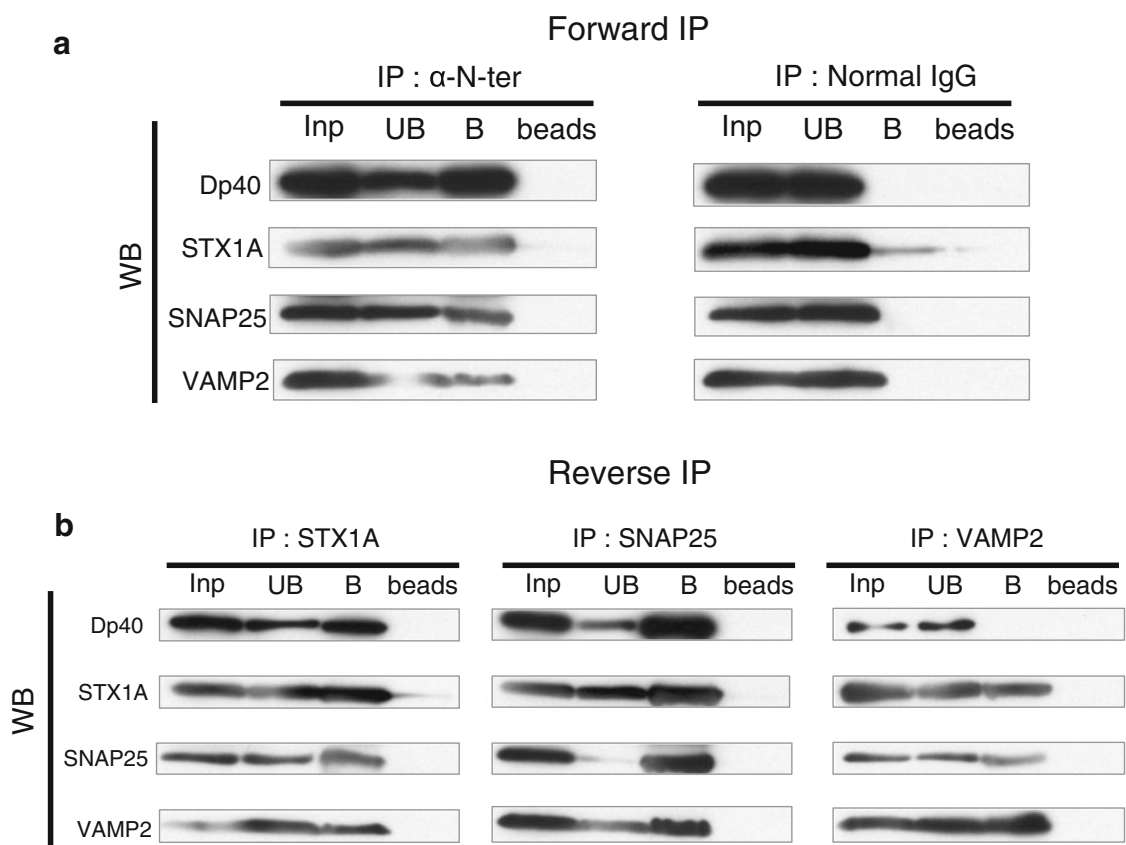 a
Forward IP
IP : α-N-ter
IP : Normal IgG
Inp UB B beads
Inp UB B beads
WB
Dp40
STX1A
SNAP25
VAMP2
Reverse IP
b
IP : STX1A
IP : SNAP25
IP : VAMP2
Inp UB B beads
Inp UB B beads
Inp UB B beads
WB
Dp40
STX1A
SNAP25
VAMP2